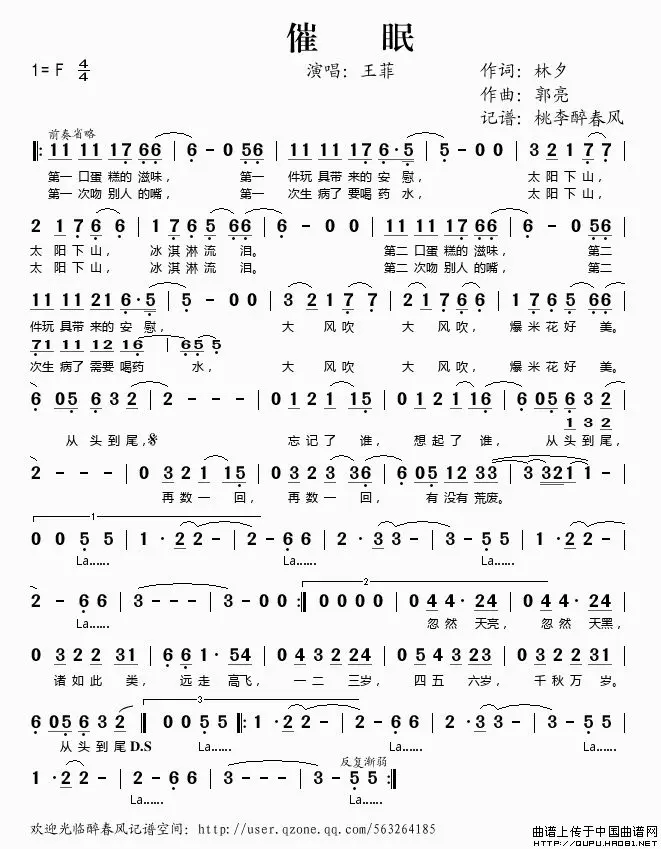 催 眠
1=F 4/4 演唱：王菲 作词：林夕
作曲：郭亮
记谱：桃李醉春风
前奏省略
11 11 1766 | 6 - 0 56 | 11 11 176·5 | 5 - 0 0 | 3 2 1 7 7 |
第一 口蛋 糕的 滋味， 第一 件玩 具带 来的 安 慰， 太 阳 下 山，
第一 次吻 别人 的嘴， 第一 次生 病了 要喝 药 水， 太 阳 下 山，
2 1 7 6 6 | 1 7 6 5 66 | 6 - 0 0 | 11 11 1766 | 6 - 0 56 |
太 阳 下 山， 冰 淇 淋 流 泪。 第二 口蛋 糕的 滋味， 第二
太 阳 下 山， 冰 淇 淋 流 泪。 第二 次吻 别人 的嘴， 第二
11 11 21 6·5 | 5 - 0 0 | 3 2 1 7 7 | 2 1 7 6 6 | 1 7 6 5 66 |
件玩 具带 来的 安 慰， 大 风 吹 大 风 吹， 爆 米 花 好 美。
71 11 12 16 | 65 5
次生 病了 需要 喝药 水， 大 风 吹 大 风 吹， 爆 米 花 好 美。
6 05 6 32 | 2 - - - | 0 1 2 1 15 | 0 1 2 1 16 | 6 05 6 32 |
1 3 2
从 头 到 尾， 忘 记 了 谁， 想 起 了 谁， 从 头 到 尾，
2 - - - | 0 3 2 1 15 | 0 3 2 3 36 | 6 05 12 33 | 3 321 1 - |
再 数 一 回， 再 数 一 回， 有 没有 荒废。
1
0 0 5 5 | 1 · 2 2 - | 2 - 6 6 | 2 · 3 3 - | 3 - 5 5 | 1 · 2 2 - |
La...... La...... La......
2
2 - 6 6 | 3 - - - | 3 - 0 0 :| 0 0 0 0 | 0 4 4 · 24 | 0 4 4 · 24 |
La...... 忽 然 天亮， 忽 然 天黑，
0 3 2 2 31 | 1 6 5 5 31 | 0 4 3 2 24 | 0 5 4 3 23 | 0 3 2 2 31 |
诸 如 此 类， 远 走 高飞， 一 二 三岁， 四 五 六岁， 千 秋 万 岁。
3
6 05 6 32 | 0 0 5 5 | 1 · 2 2 - | 2 - 6 6 | 2 · 3 3 - | 3 - 5 5 |
从 头 到 尾 D.S La...... La...... La......
反复渐弱
1 · 2 2 - | 2 - 6 6 | 3 - - - | 3 - 5 5 :|
La...... La......
欢迎光临醉春风记谱空间：http://user.qzone.qq.com/563264185
曲谱上传于中国曲谱网
http://QUPU.HAO81.NET